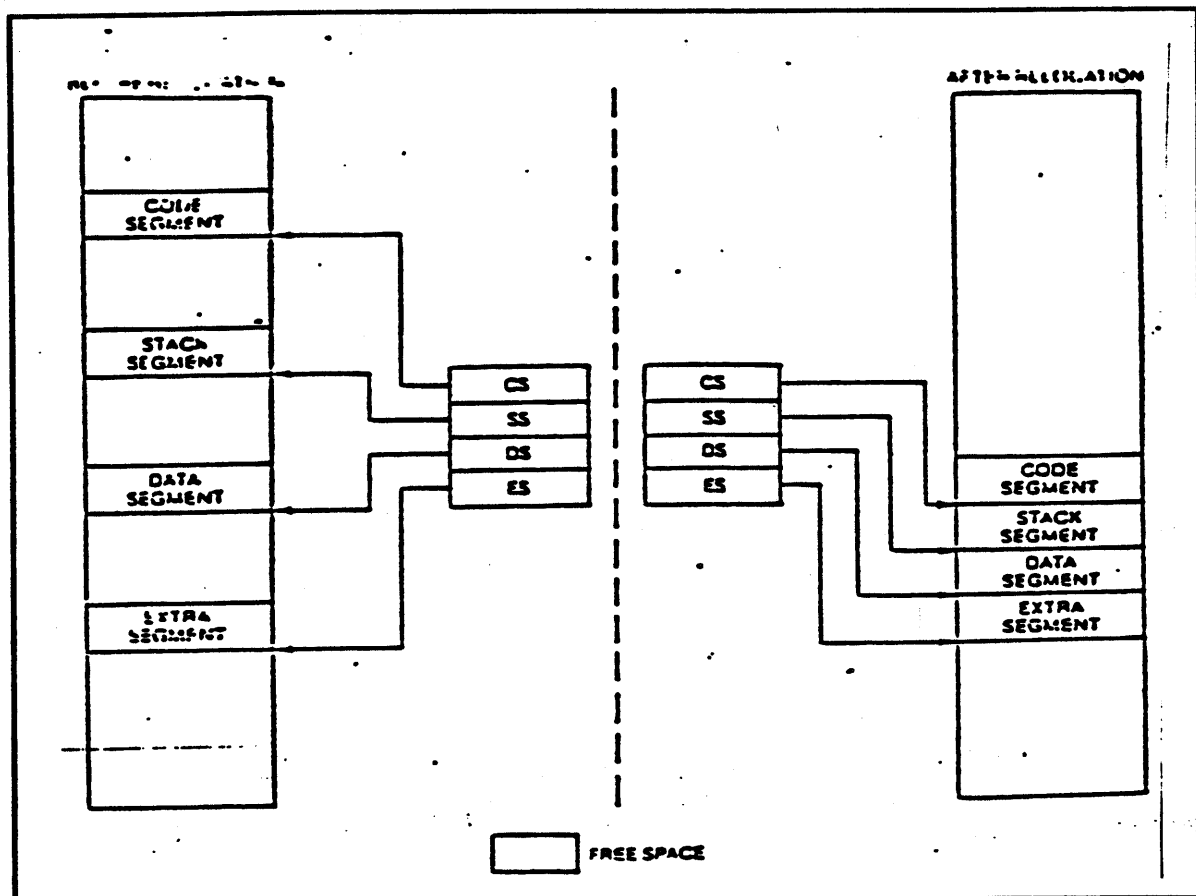 AFTER RELOCATION
CODE
SEGMENT
STACK
SEGMENT
DATA
SEGMENT
EXTRA
SEGMENT
CS
SS
DS
ES
CS
SS
DS
ES
CODE
SEGMENT
STACK
SEGMENT
DATA
SEGMENT
EXTRA
SEGMENT
FREE SPACE